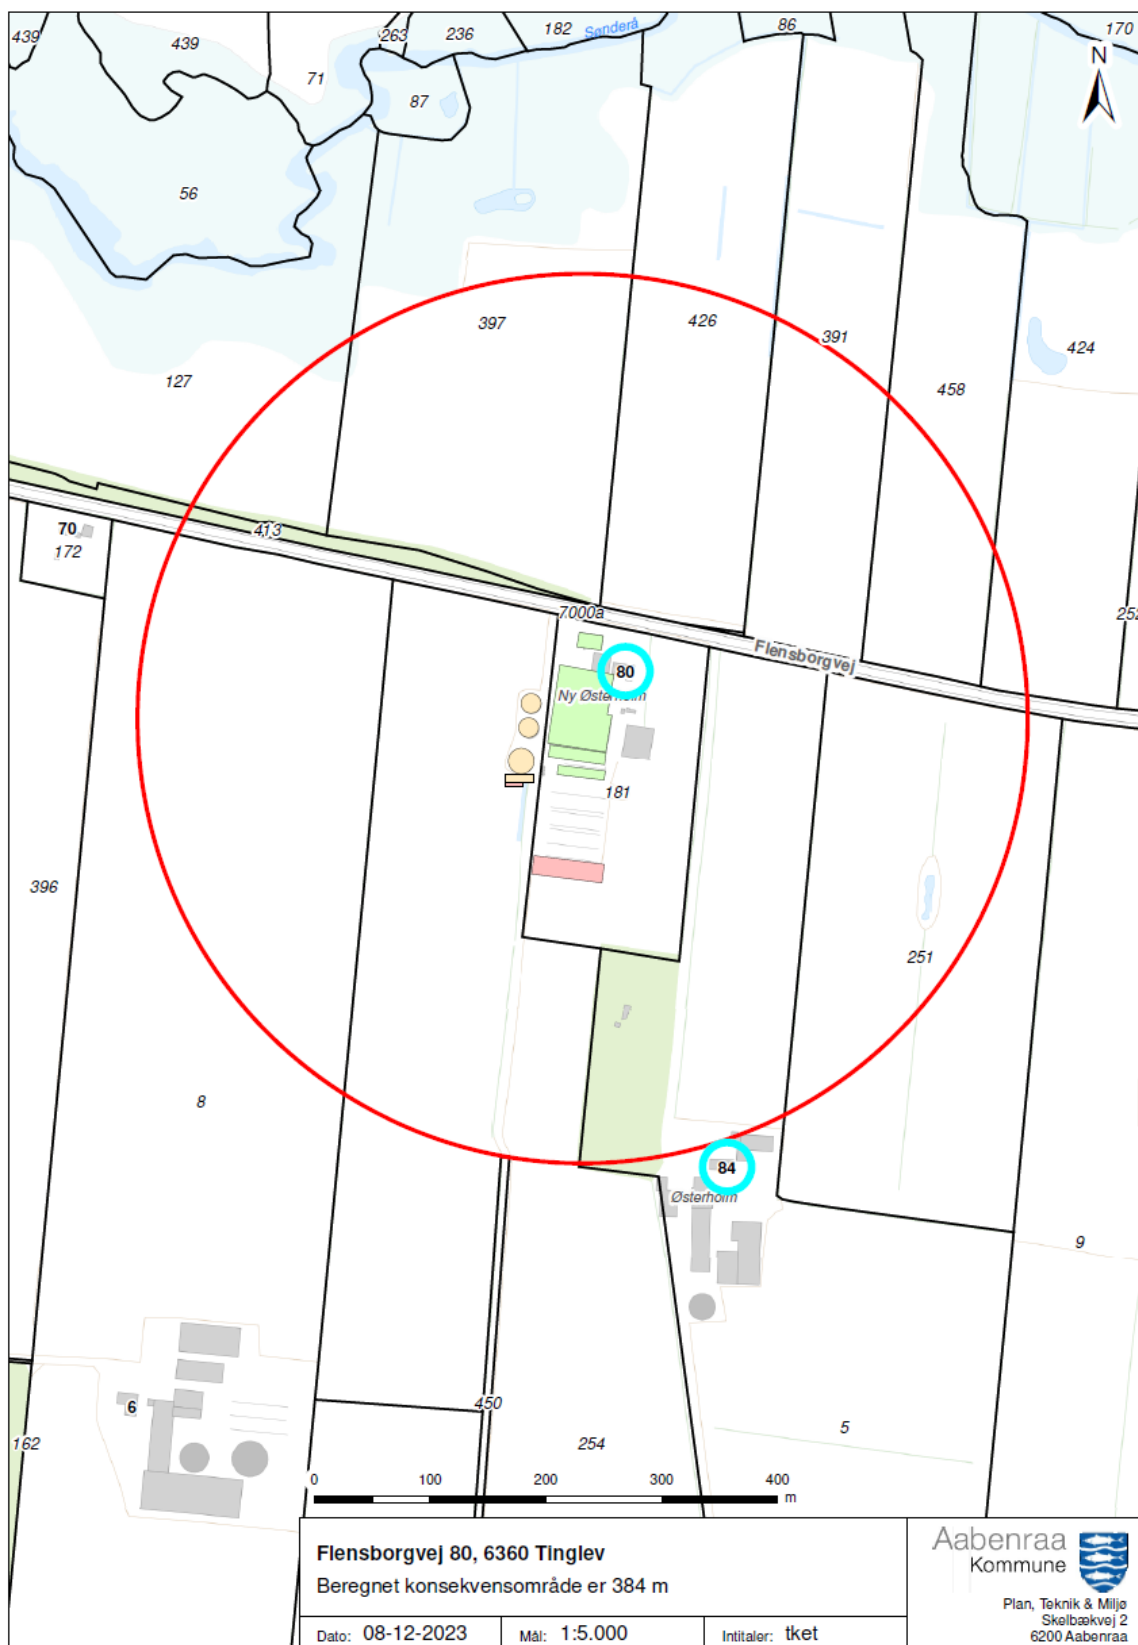 439
439
263
236
182
Sønderå
86
170
71
87
N
56
397
426
391
424
127
458
70
172
413
7000a
252
Flensborgvej
80
Ny Østerholm
181
396
251
8
84
Østerholm
9
6
450
162
254
5
0 100 200 300 400
m
Flensborgvej 80, 6360 Tinglev
Beregnet konsekvensområde er 384 m
Dato: 08-12-2023 Mål: 1:5.000 Intitaler: tket
Aabenraa
Kommune
Plan, Teknik & Miljø
Skelbækvej 2
6200 Aabenraa